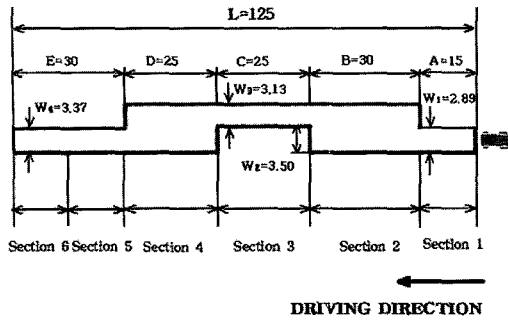 L=125
E=30 D=25 C=25 B=30 A=15
W₄=3.37 W₃=3.13 W₁=2.89
W₂=3.50
Section 6 Section 5 Section 4 Section 3 Section 2 Section 1
DRIVING DIRECTION